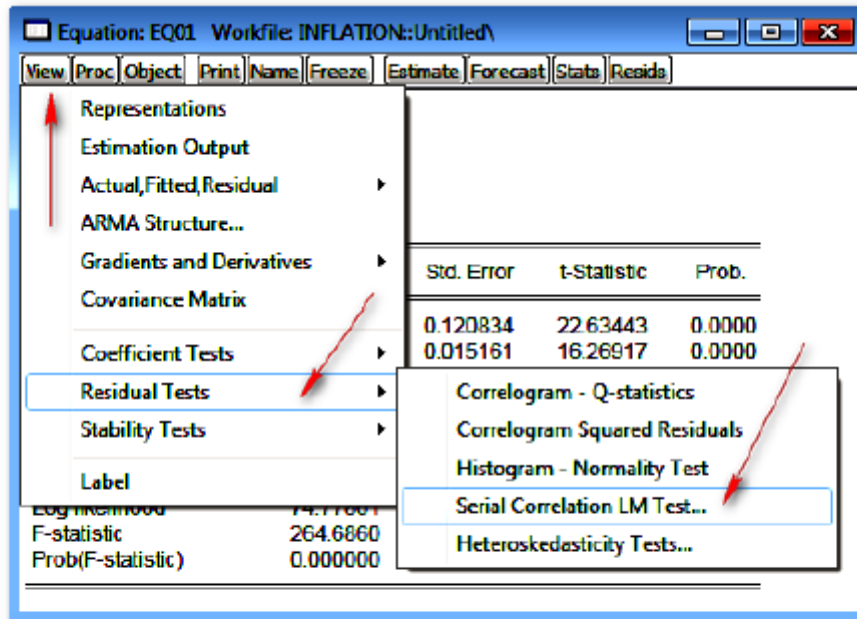 Equation: EQ01 Workfile: INFLATION::Untitled\
View Proc Object Print Name Freeze Estimate Forecast Stats Resids
Representations
Estimation Output
Actual,Fitted,Residual
ARMA Structure...
Gradients and Derivatives
Covariance Matrix
Coefficient Tests
Residual Tests
Stability Tests
Label
Std. Error t-Statistic Prob.
0.120834 22.63443 0.0000
0.015161 16.26917 0.0000
Correlogram - Q-statistics
Correlogram Squared Residuals
Histogram - Normality Test
Serial Correlation LM Test...
Heteroskedasticity Tests...
Log likelihood
F-statistic 264.6860
Prob(F-statistic) 0.000000